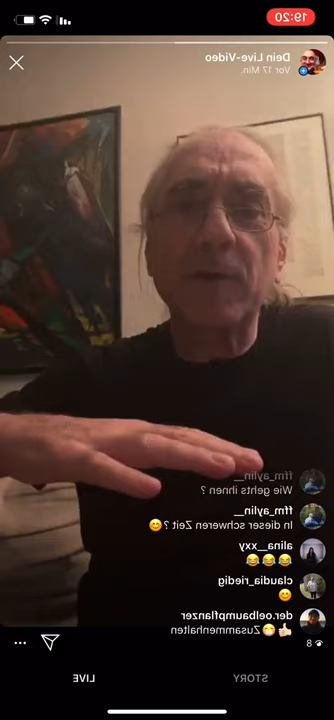 19:20
Dein Live-Video
Vor 17 Min.
ffm_aylin__
Wie gehts ihnen ?
ffm_aylin__
In dieser schweren Zeit ?😊
alina__xxy
😂😂😂
claudia_riedig
😊
der.oelbaumpflanzer
👍🏻😷Zusammenhalten
8
LIVE
STORY